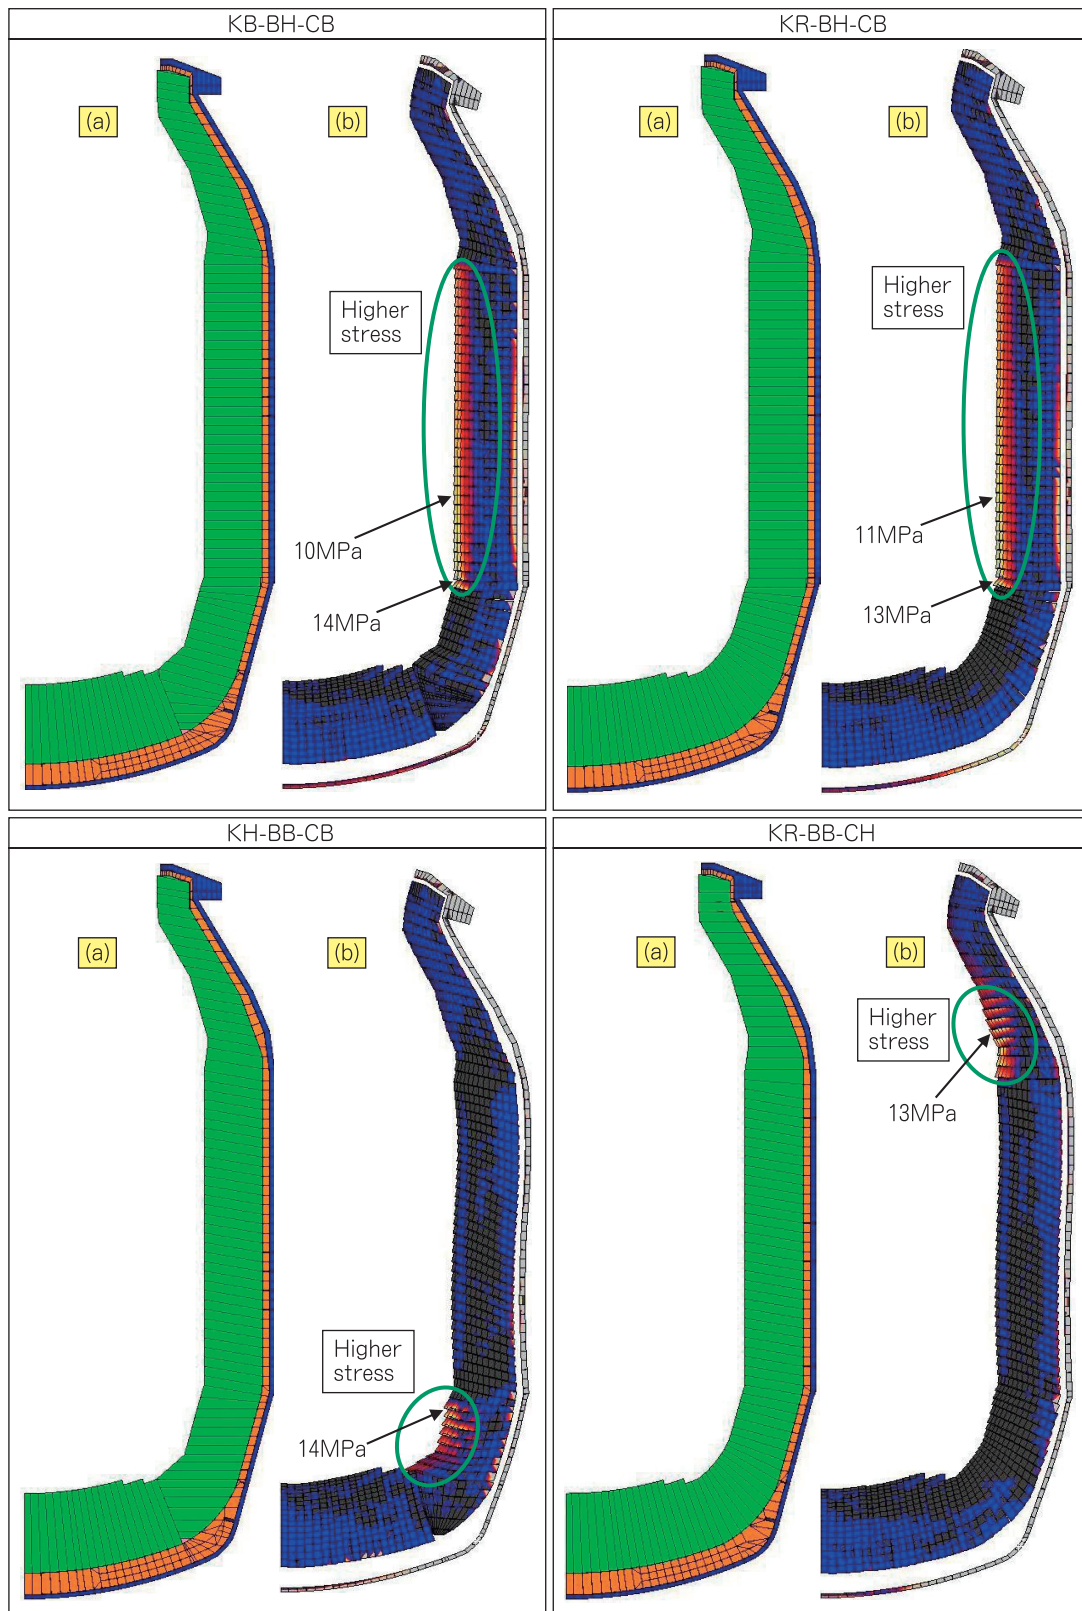 KB-BH-CB
(a)
(b)
Higher
stress
10MPa
14MPa
KR-BH-CB
(a)
(b)
Higher
stress
11MPa
13MPa
KH-BB-CB
(a)
(b)
Higher
stress
14MPa
KR-BB-CH
(a)
(b)
Higher
stress
13MPa